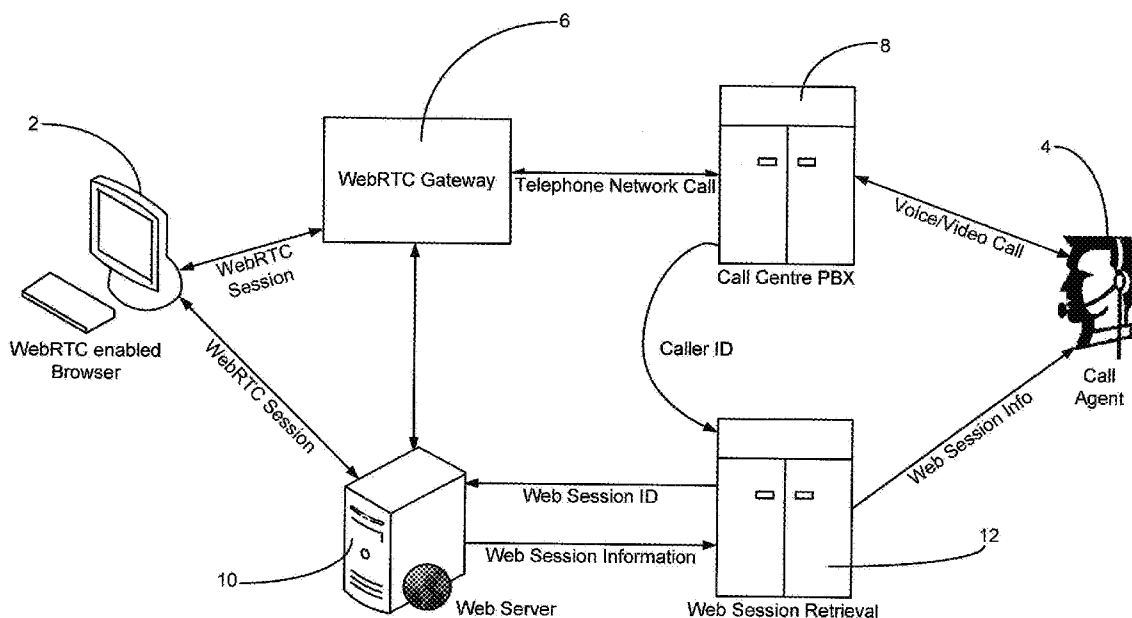 6
8
2
4
WebRTC Gateway
Telephone Network Call
Voice/Video Call
WebRTC
Session
Call Centre PBX
WebRTC enabled
Browser
Caller ID
Call
Agent
WebRTC Session
Web Session Info
Web Session ID
Web Session Information
12
10
Web Server
Web Session Retrieval